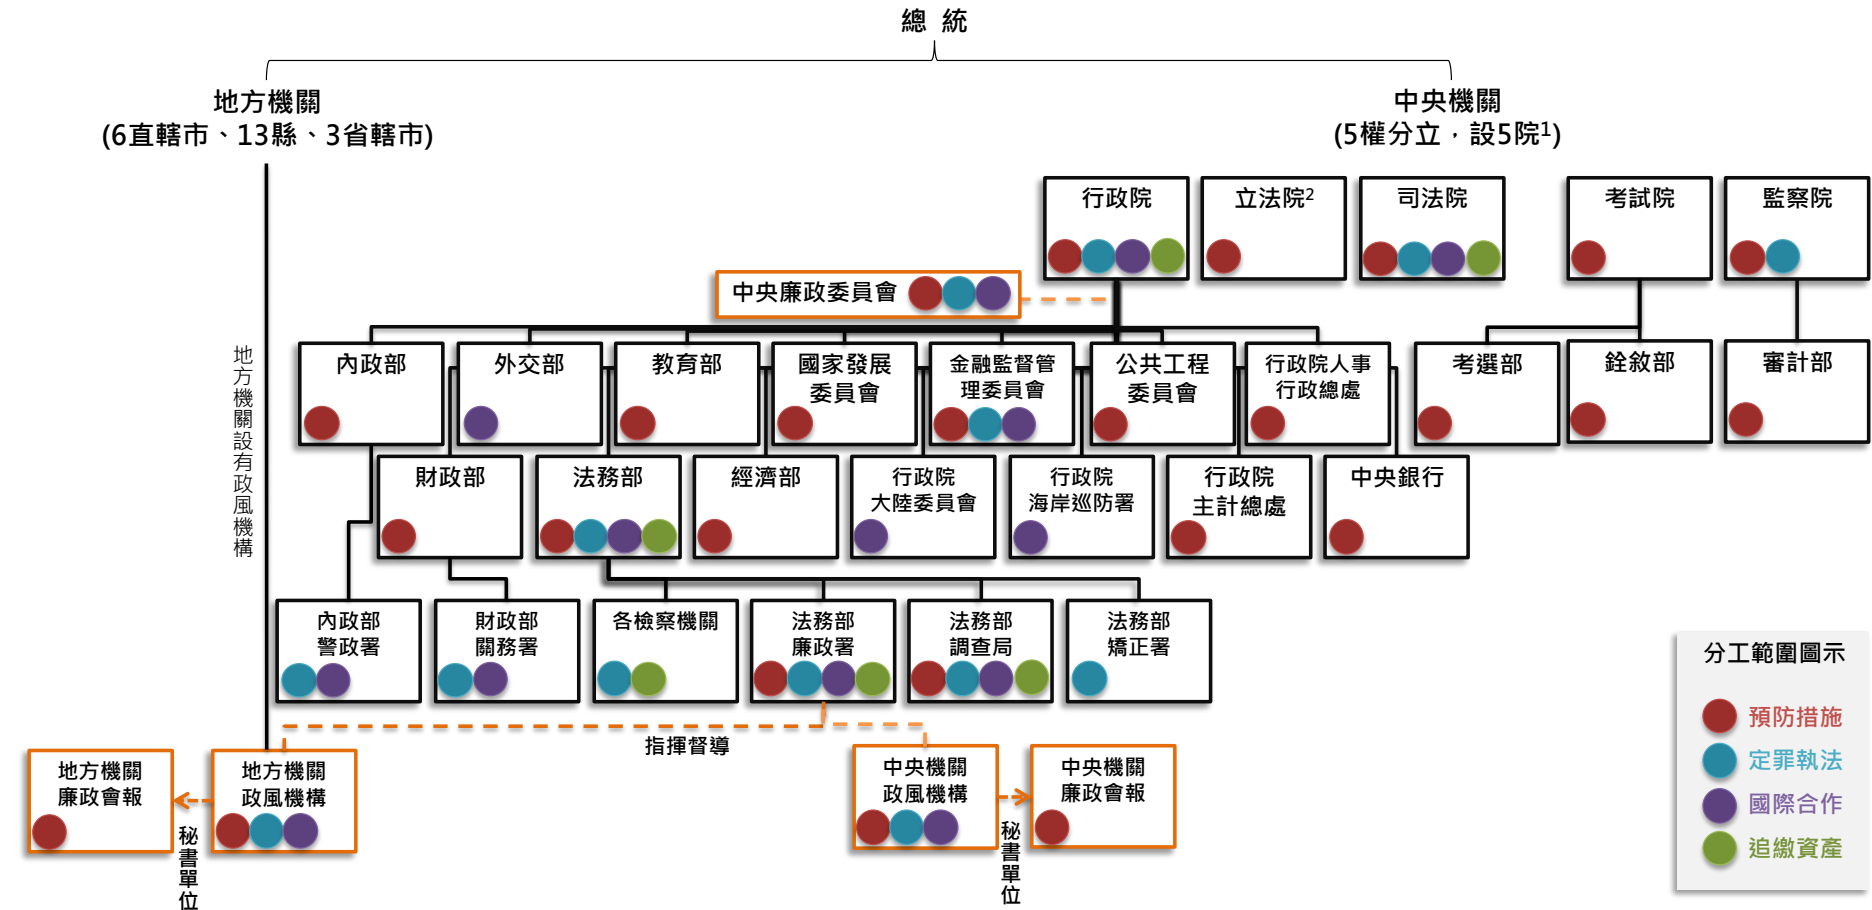 總 統
地方機關
(6直轄市、13縣、3省轄市)
中央機關
(5權分立，設5院1)
行政院
立法院2
司法院
考試院
監察院
中央廉政委員會
地方機關設有政風機構
內政部
外交部
教育部
國家發展
委員會
金融監督管
理委員會
公共工程
委員會
行政院人事
行政總處
考選部
銓敘部
審計部
財政部
法務部
經濟部
行政院
大陸委員會
行政院
海岸巡防署
行政院
主計總處
中央銀行
內政部
警政署
財政部
關務署
各檢察機關
法務部
廉政署
法務部
調查局
法務部
矯正署
分工範圍圖示
預防措施
定罪執法
國際合作
追繳資產
指揮督導
地方機關
廉政會報
秘書單位
地方機關
政風機構
中央機關
政風機構
秘書單位
中央機關
廉政會報